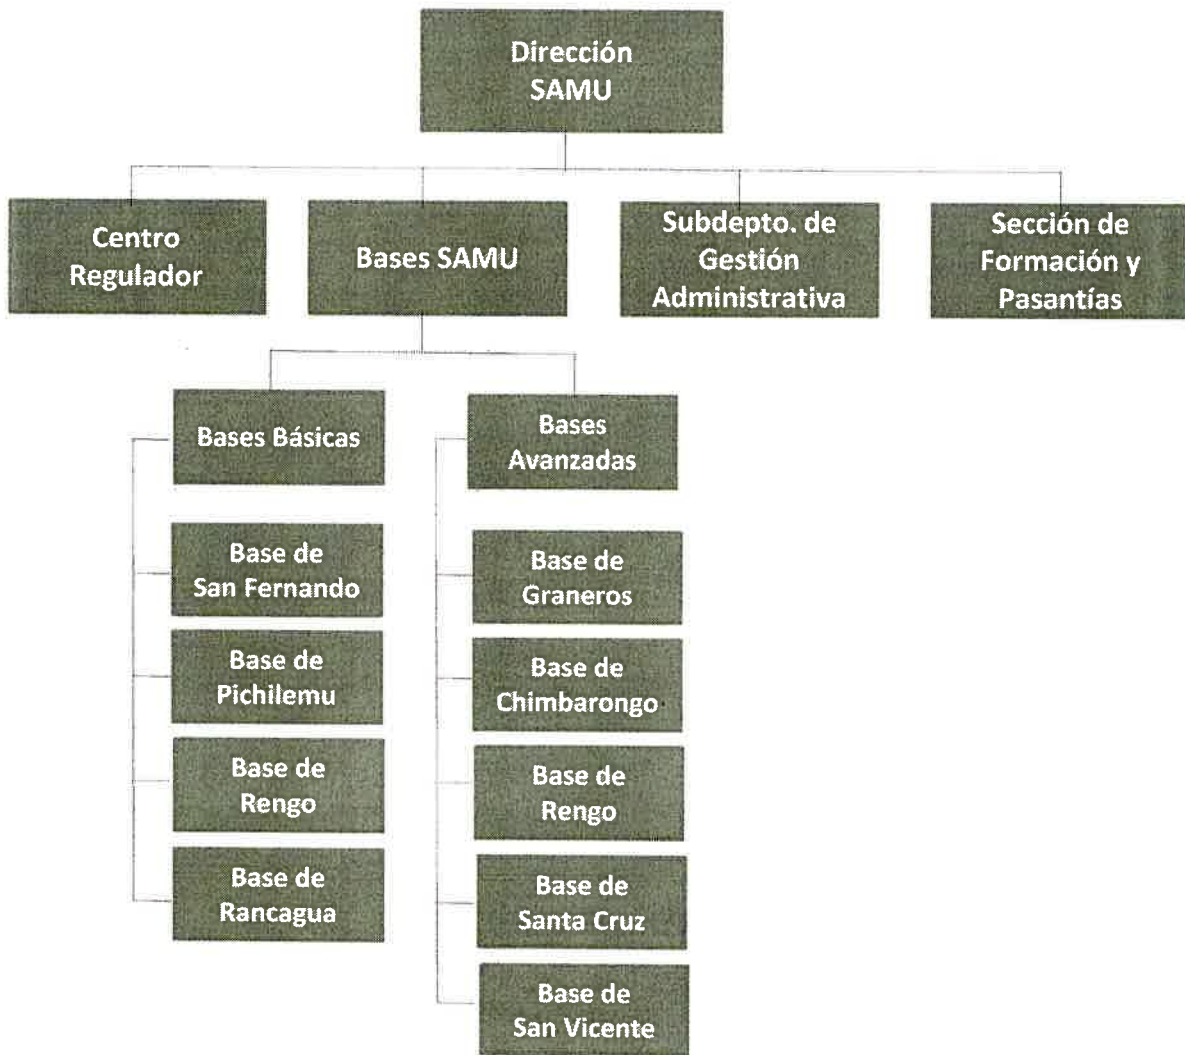 Dirección
SAMU
Centro
Regulador
Bases SAMU
Subdepto. de
Gestión
Administrativa
Sección de
Formación y
Pasantías
Bases Básicas
Base de
San Fernando
Base de
Pichilemu
Base de
Rengo
Base de
Rancagua
Bases
Avanzadas
Base de
Graneros
Base de
Chimbarongo
Base de
Rengo
Base de
Santa Cruz
Base de
San Vicente